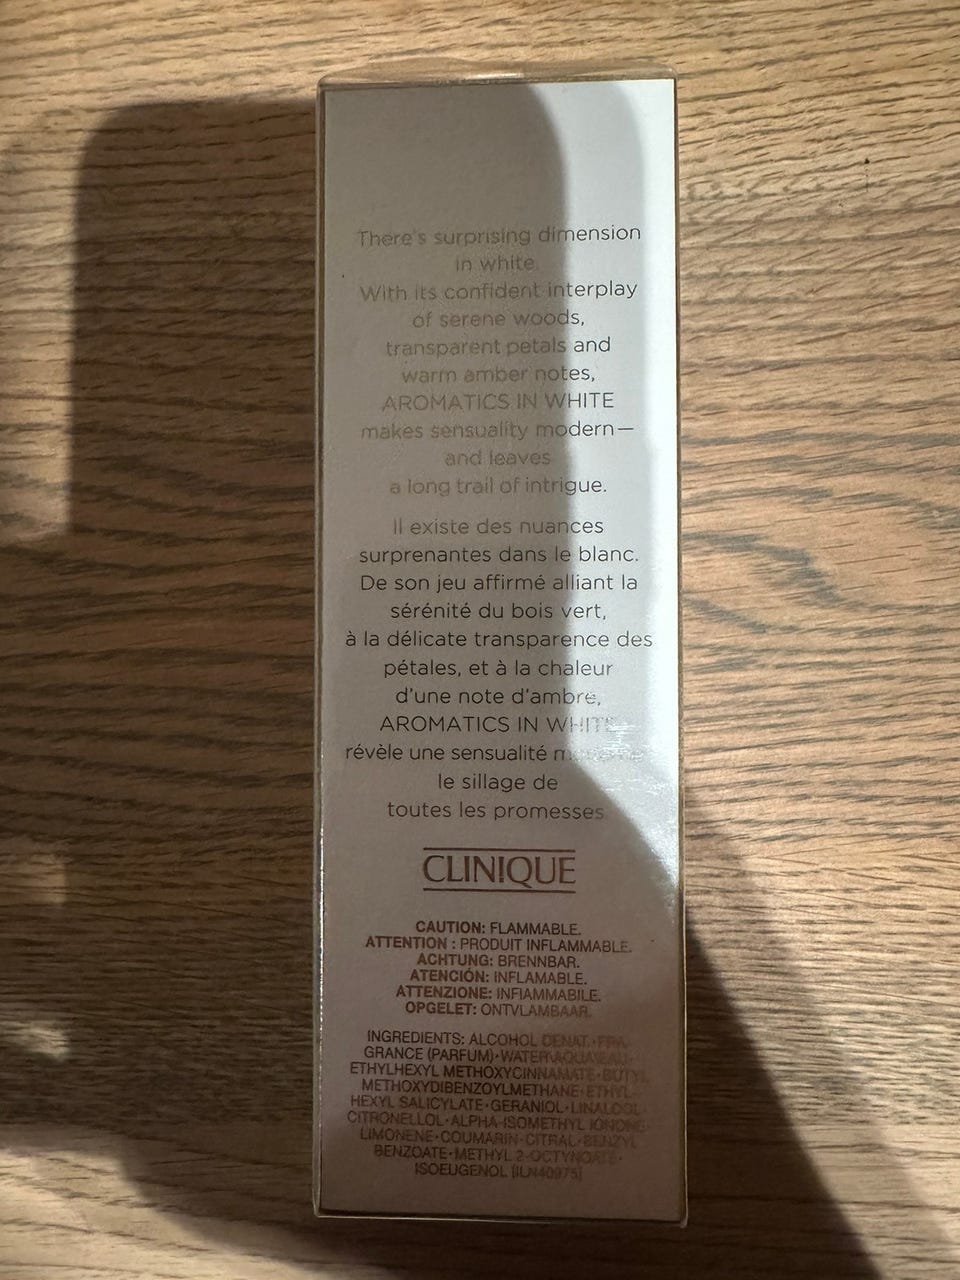 There's surprising dimension
in white.
With its confident interplay
of serene woods,
transparent petals and
warm amber notes,
AROMATICS IN WHITE
makes sensuality modern—
and leaves
a long trail of intrigue.
Il existe des nuances
surprenantes dans le blanc.
De son jeu affirmé alliant la
sérénité du bois vert,
à la délicate transparence des
pétales, et à la chaleur
d'une note d'ambre,
AROMATICS IN WHITE
révèle une sensualité
le sillage de
toutes les promesses.
CLINIQUE
CAUTION: FLAMMABLE.
ATTENTION : PRODUIT INFLAMMABLE.
ACHTUNG: BRENNBAR.
ATENCIÓN: INFLAMABLE.
ATTENZIONE: INFIAMMABILE.
OPGELET: ONTVLAMBAAR.
INGREDIENTS: ALCOHOL DENAT.•FRA-
GRANCE (PARFUM)•WATER\AQUA\EAU•
ETHYLHEXYL METHOXYCINNAMATE•BUTYL
METHOXYDIBENZOYLMETHANE•ETHYL-
HEXYL SALICYLATE•GERANIOL•LINALOOL•
CITRONELLOL•ALPHA-ISOMETHYL IONONE•
LIMONENE•COUMARIN•CITRAL•BENZYL
BENZOATE•METHYL 2-OCTYNOATE•
ISOEUGENOL [ILN40975]